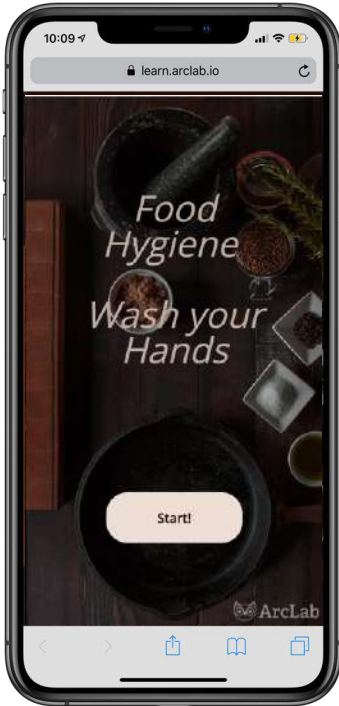 10:09
learn.arclab.io
Food
Hygiene
Wash your
Hands
Start!
ArcLab